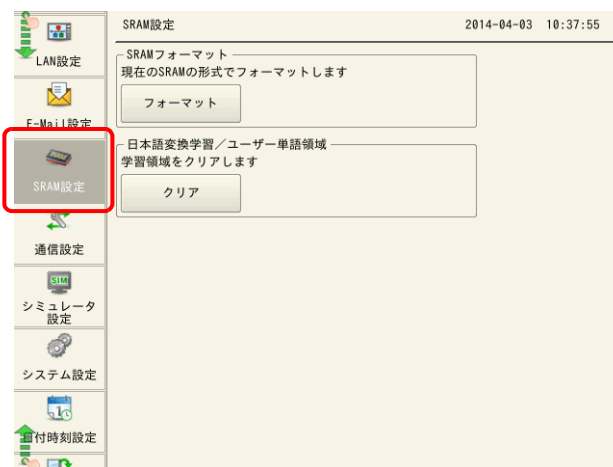 SRAM設定
2014-04-03 10:37:55
LAN設定
E-Mail設定
SRAM設定
通信設定
SIM
シミュレータ
設定
システム設定
1
日付時刻設定
SRAMフォーマット
現在のSRAMの形式でフォーマットします
フォーマット
日本語変換学習／ユーザー単語領域
学習領域をクリアします
クリア